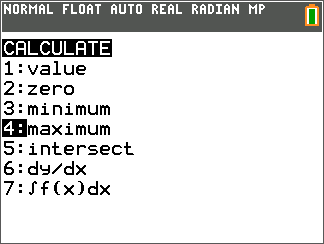 NORMAL FLOAT AUTO REAL RADIAN MP
CALCULATE
1:value
2:zero
3:minimum
4:maximum
5:intersect
6:dy/dx
7:∫f(x)dx